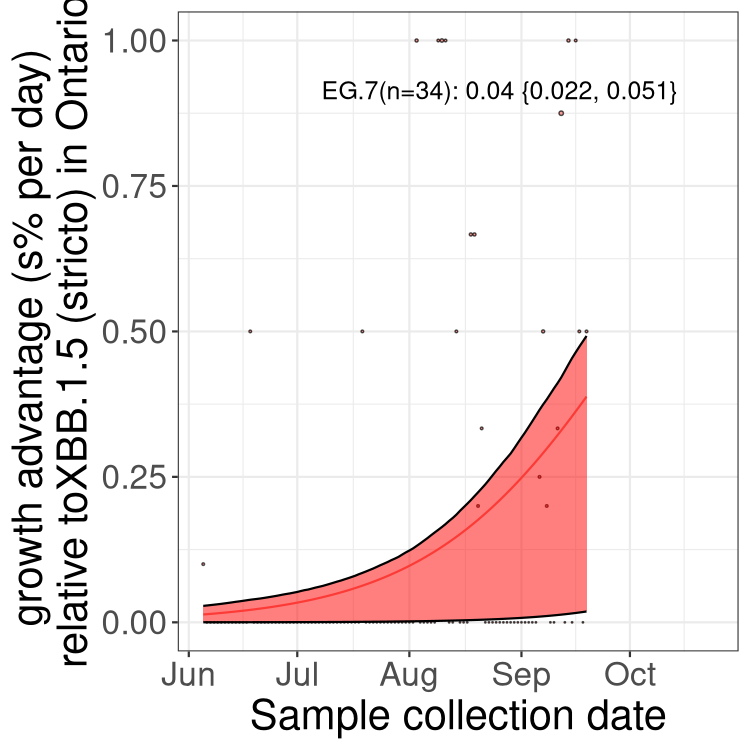 growth advantage (s% per day)
relative toXBB.1.5 (stricto) in Ontario
1.00
0.75
0.50
0.25
0.00
EG.7(n=34): 0.04 {0.022, 0.051}
Jun Jul Aug Sep Oct
Sample collection date